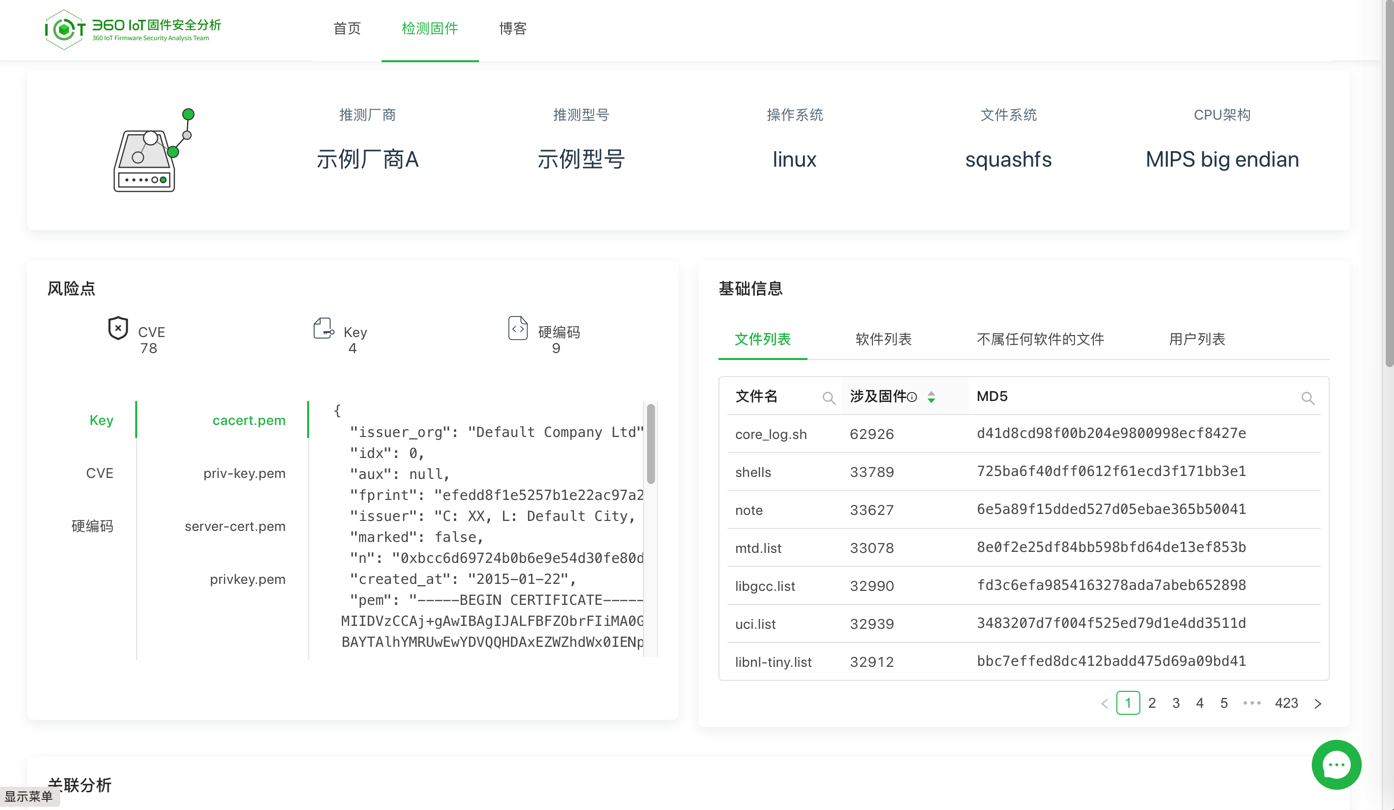 IOT 360 IoT固件安全分析
360 IoT Firmware Security Analysis Team
首页 检测固件 博客
推测厂商 推测型号 操作系统 文件系统 CPU架构
示例厂商A 示例型号 linux squashfs MIPS big endian
风险点
CVE 78
Key 4
硬编码 9
Key
CVE
硬编码
cacert.pem
priv-key.pem
server-cert.pem
privkey.pem
{
"issuer_org": "Default Company Ltd"
"idx": 0,
"aux": null,
"fprint": "efedd8f1e5257b1e22ac97a2
"issuer": "C: XX, L: Default City,
"marked": false,
"n": "0xbcc6d69724b0b6e9e54d30fe80d
"created_at": "2015-01-22",
"pem": "-----BEGIN CERTIFICATE-----
MIIDVzCCAj+gAwIBAgIJALFBFZObrFIiMA0G
BAYTAlhYMRUwEwYDVQQHDAxEZWZhdWx0IENp
基础信息
文件列表 软件列表 不属任何软件的文件 用户列表
文件名 涉及固件 MD5
core_log.sh 62926 d41d8cd98f00b204e9800998ecf8427e
shells 33789 725ba6f40dff0612f61ecd3f171bb3e1
note 33627 6e5a89f15dded527d05ebae365b50041
mtd.list 33078 8e0f2e25df84bb598bfd64de13ef853b
libgcc.list 32990 fd3c6efa9854163278ada7abeb652898
uci.list 32939 3483207d7f004f525ed79d1e4dd3511d
libnl-tiny.list 32912 bbc7effed8dc412badd475d69a09bd41
< 1 2 3 4 5 ••• 423 >
关联分析
显示菜单